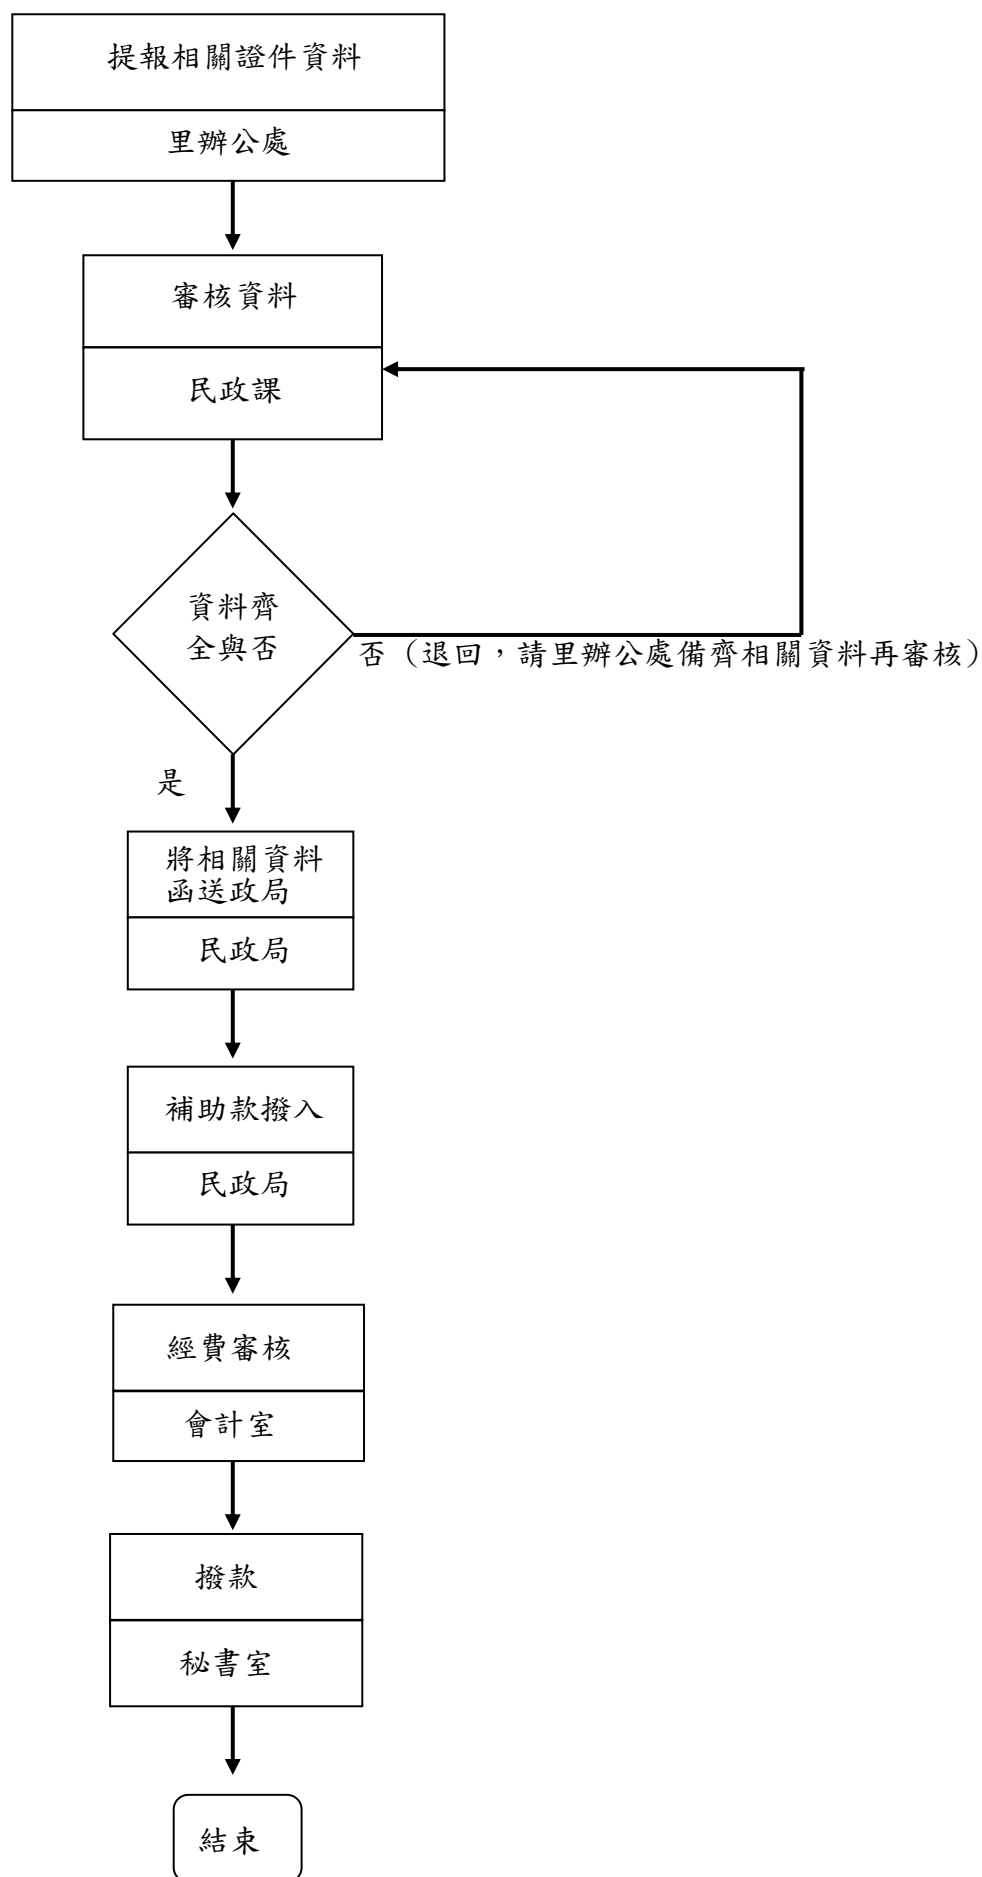 提報相關證件資料
里辦公處
審核資料
民政課
資料齊
全與否
否（退回，請里辦公處備齊相關資料再審核）
是
將相關資料
函送政局
民政局
補助款撥入
民政局
經費審核
會計室
撥款
秘書室
結束